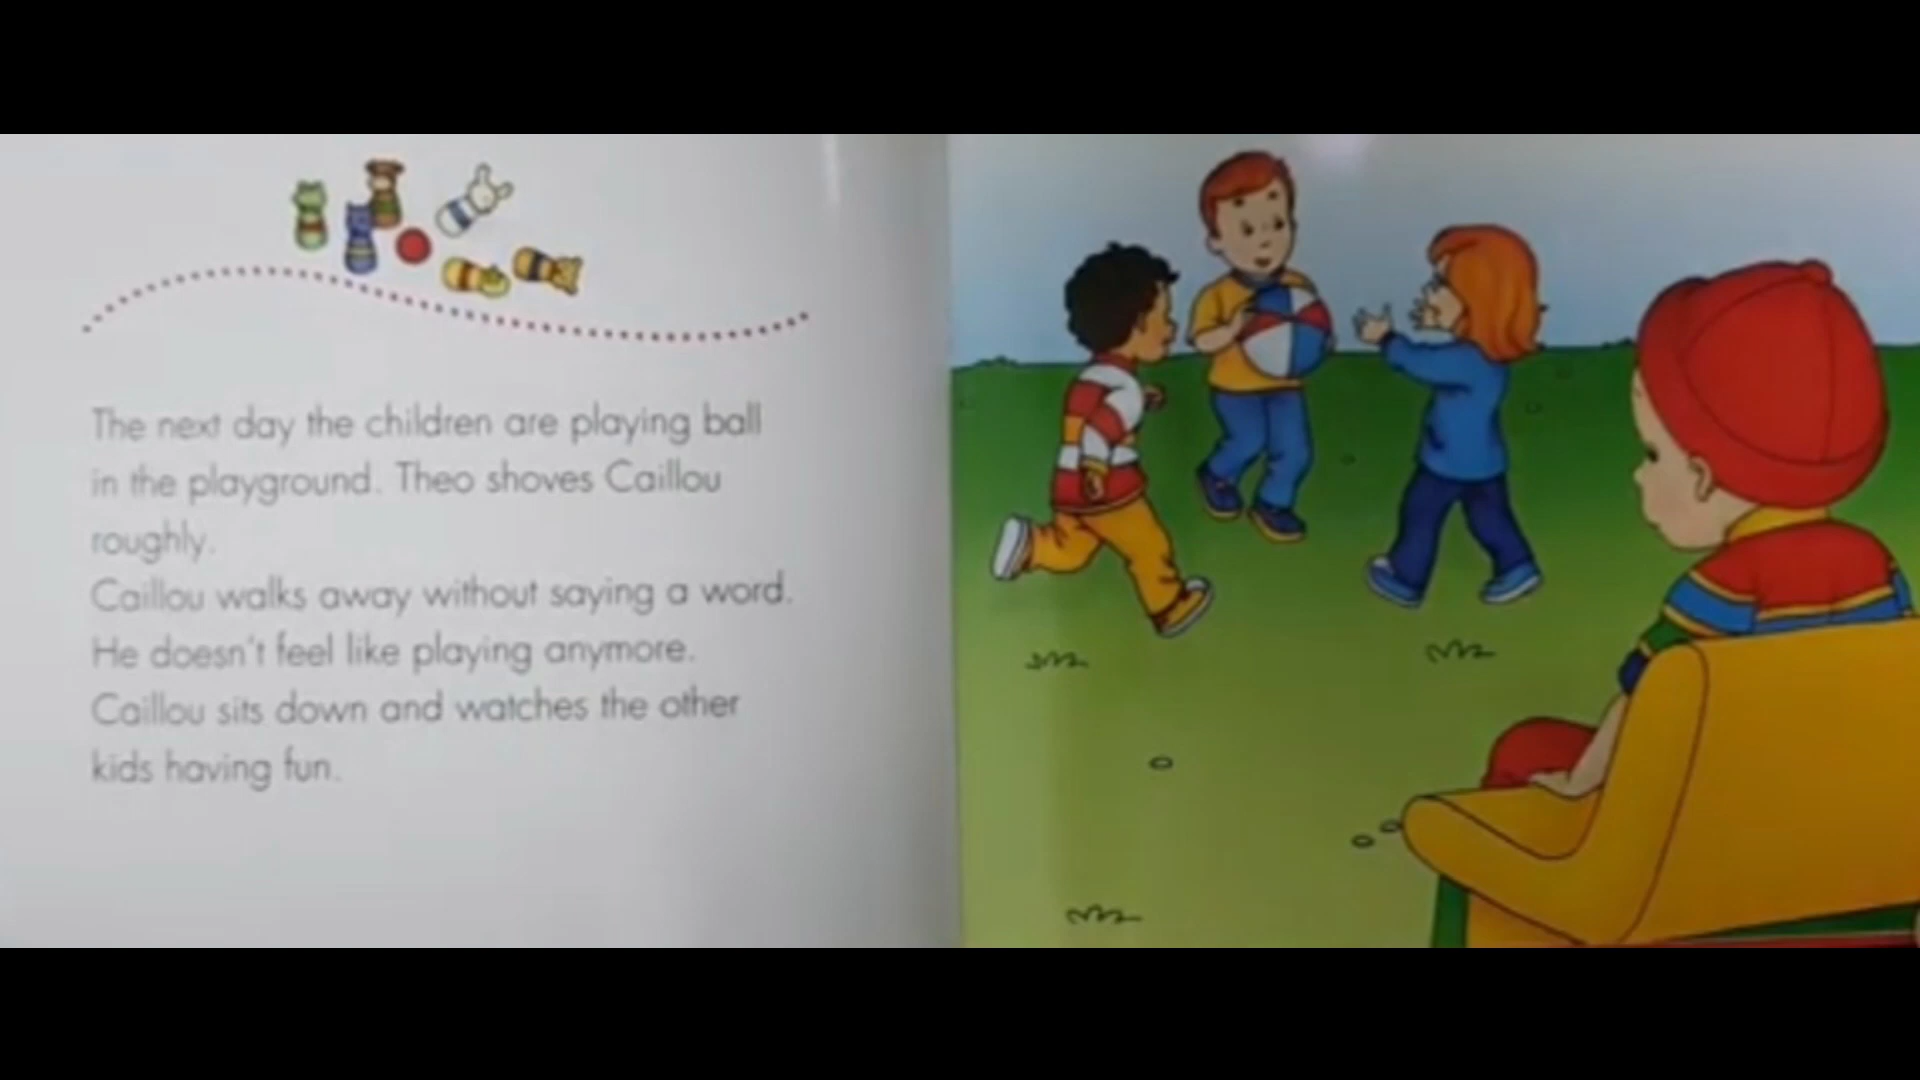 The next day the children are playing ball
in the playground. Theo shoves Caillou
roughly.
Caillou walks away without saying a word.
He doesn't feel like playing anymore.
Caillou sits down and watches the other
kids having fun.